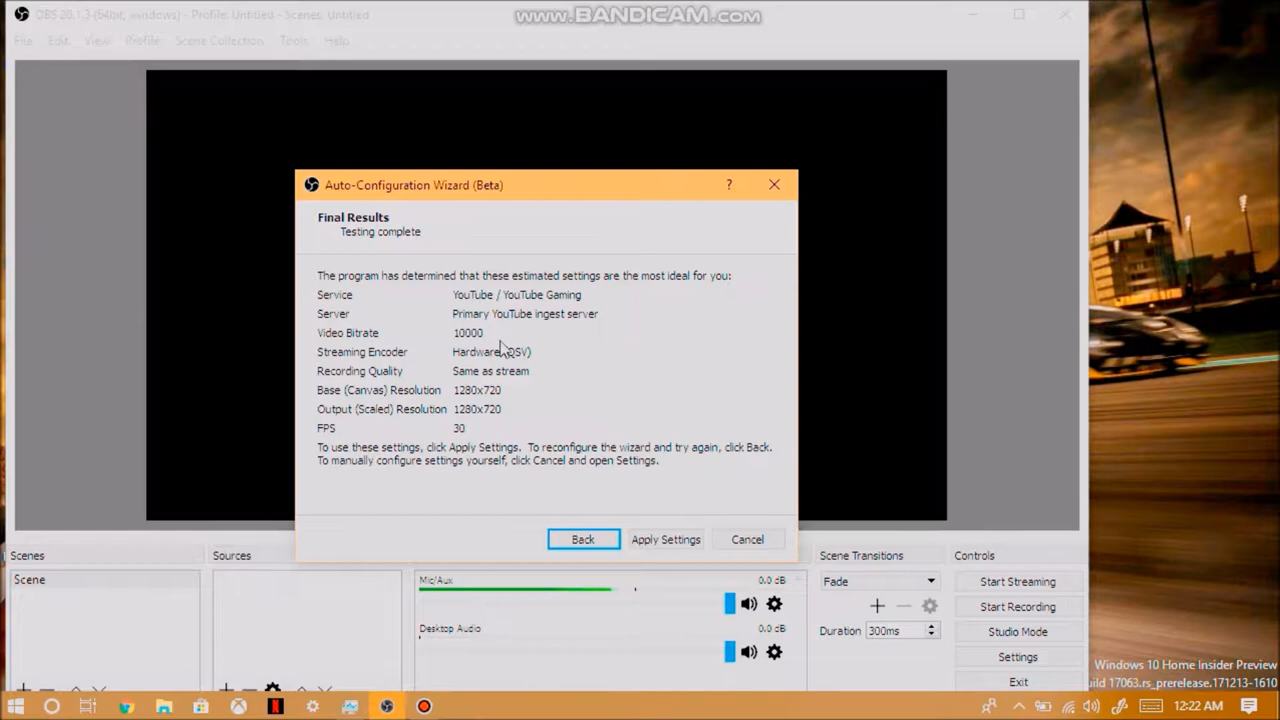 OBS 20.1.3 (64bit, windows) - Profile: Untitled - Scenes: Untitled
www.BANDICAM.com
File Edit View Profile Scene Collection Tools Help
Auto-Configuration Wizard (Beta)
?
Final Results
Testing complete
The program has determined that these estimated settings are the most ideal for you:
Service YouTube / YouTube Gaming
Server Primary YouTube ingest server
Video Bitrate 10000
Streaming Encoder Hardware (QSV)
Recording Quality Same as stream
Base (Canvas) Resolution 1280x720
Output (Scaled) Resolution 1280x720
FPS 30
To use these settings, click Apply Settings. To reconfigure the wizard and try again, click Back.
To manually configure settings yourself, click Cancel and open Settings.
Back Apply Settings Cancel
Scenes Sources Scene Transitions Controls
Scene
Mic/Aux 0.0 dB
Desktop Audio 0.0 dB
Fade
Duration 300ms
Start Streaming
Start Recording
Studio Mode
Settings
Exit
Windows 10 Home Insider Preview
uild 17063.rs_prerelease.171213-1610
12:22 AM